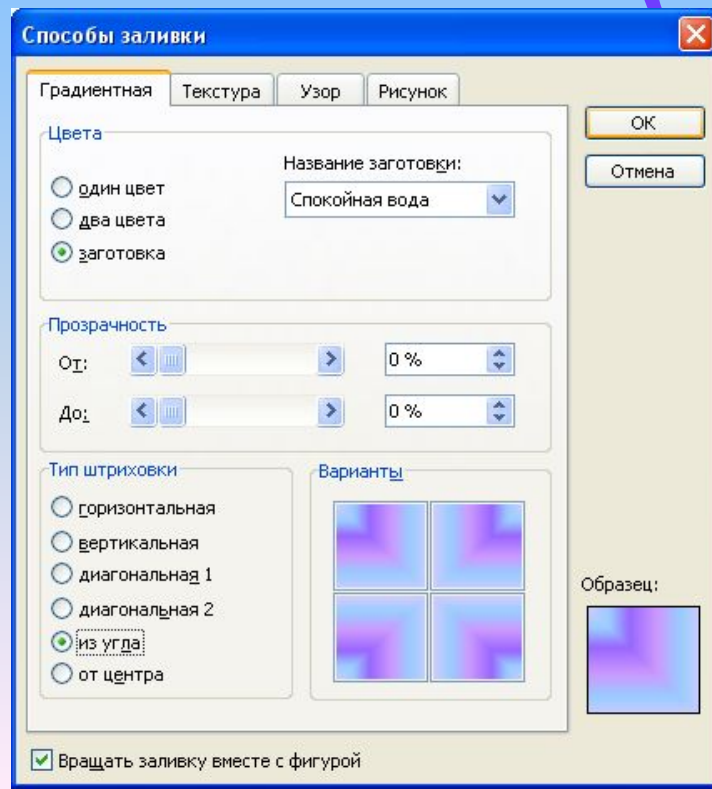 Способы заливки
Градиентная Текстура Узор Рисунок
Цвета
Название заготовки:
один цвет
Спокойная вода
два цвета
заготовка
ОК
Отмена
Прозрачность
От: 0 %
До: 0 %
Тип штриховки
горизонтальная
вертикальная
диагональная 1
диагональная 2
из угла
от центра
Варианты
Образец:
Вращать заливку вместе с фигурой